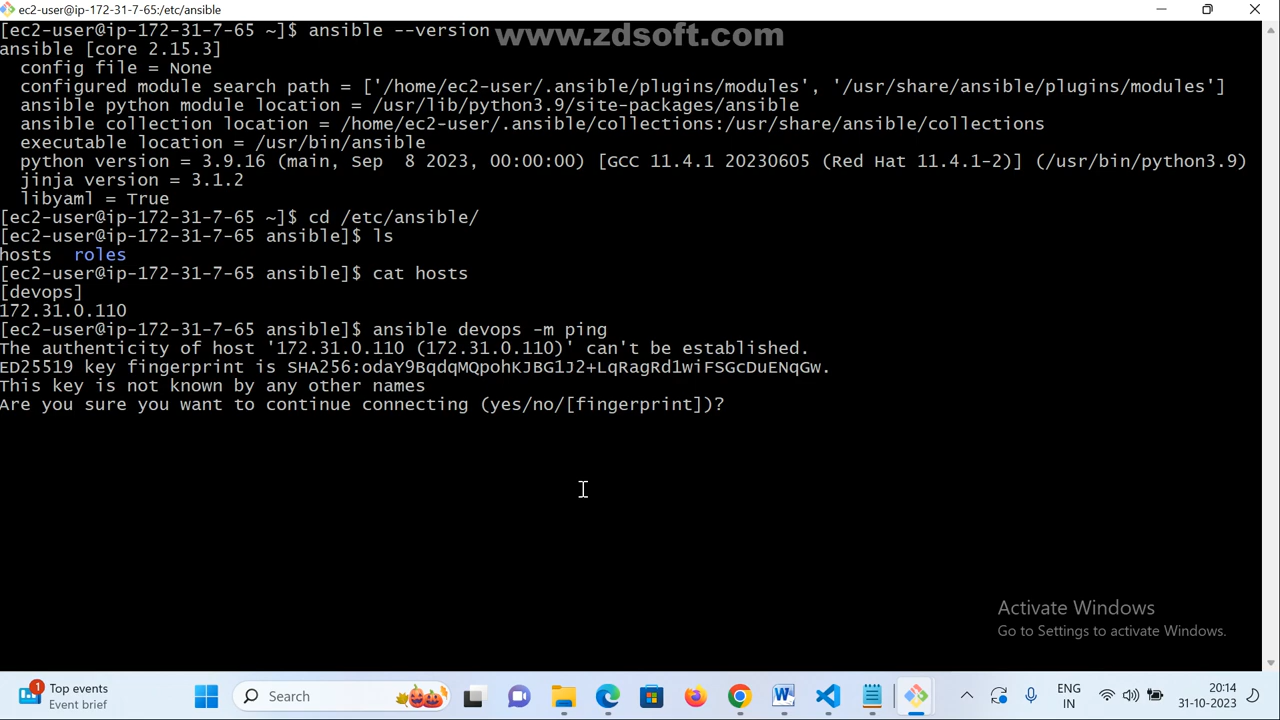 ec2-user@ip-172-31-7-65:/etc/ansible
[ec2-user@ip-172-31-7-65 ~]$ ansible --version
www.zdsoft.com
ansible [core 2.15.3]
  config file = None
  configured module search path = ['/home/ec2-user/.ansible/plugins/modules', '/usr/share/ansible/plugins/modules']
  ansible python module location = /usr/lib/python3.9/site-packages/ansible
  ansible collection location = /home/ec2-user/.ansible/collections:/usr/share/ansible/collections
  executable location = /usr/bin/ansible
  python version = 3.9.16 (main, Sep  8 2023, 00:00:00) [GCC 11.4.1 20230605 (Red Hat 11.4.1-2)] (/usr/bin/python3.9)
  jinja version = 3.1.2
  libyaml = True
[ec2-user@ip-172-31-7-65 ~]$ cd /etc/ansible/
[ec2-user@ip-172-31-7-65 ansible]$ ls
hosts  roles
[ec2-user@ip-172-31-7-65 ansible]$ cat hosts
[devops]
172.31.0.110
[ec2-user@ip-172-31-7-65 ansible]$ ansible devops -m ping
The authenticity of host '172.31.0.110 (172.31.0.110)' can't be established.
ED25519 key fingerprint is SHA256:odaY9BqdqMQpohKJBG1J2+LqRagRd1wiFSGcDuENqGw.
This key is not known by any other names
Are you sure you want to continue connecting (yes/no/[fingerprint])?
Activate Windows
Go to Settings to activate Windows.
1
Top events
Event brief
Search
ENG
IN
20:14
31-10-2023